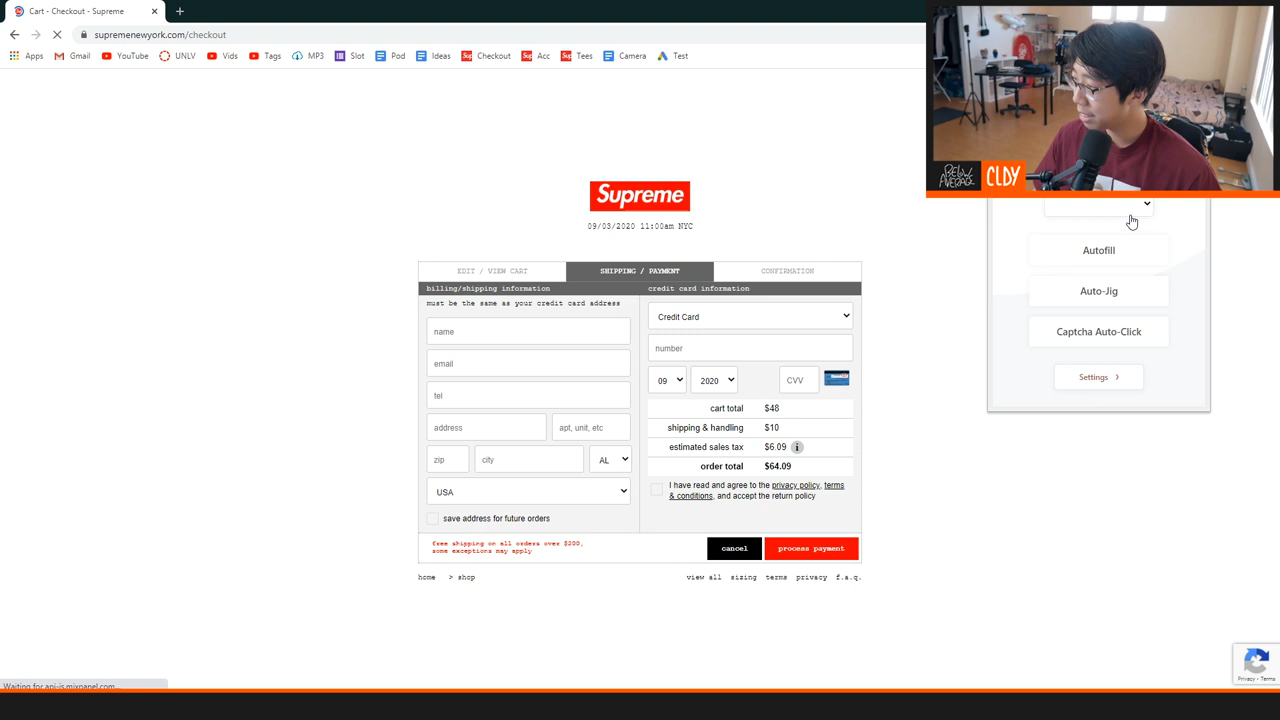 Cart - Checkout - Supreme
supremenewyork.com/checkout
Apps Gmail YouTube UNLV Vids Tags MP3 Slot Pod Ideas Checkout Acc Tees Camera Test
BELOW AVERAGE
CLDY
Supreme
09/03/2020 11:00am NYC
EDIT / VIEW CART SHIPPING / PAYMENT CONFIRMATION
billing/shipping information
must be the same as your credit card address
name
email
tel
address apt, unit, etc
zip city AL
USA
save address for future orders
credit card information
Credit Card
number
09 2020 CVV
cart total $48
shipping & handling $10
estimated sales tax $6.09
order total $64.09
I have read and agree to the privacy policy, terms
& conditions, and accept the return policy
free shipping on all orders over $200,
some exceptions may apply
cancel process payment
home > shop
view all sizing terms privacy f.a.q.
Autofill
Auto-Jig
Captcha Auto-Click
Settings
Privacy - Terms
Waiting for api-js.mixpanel.com...